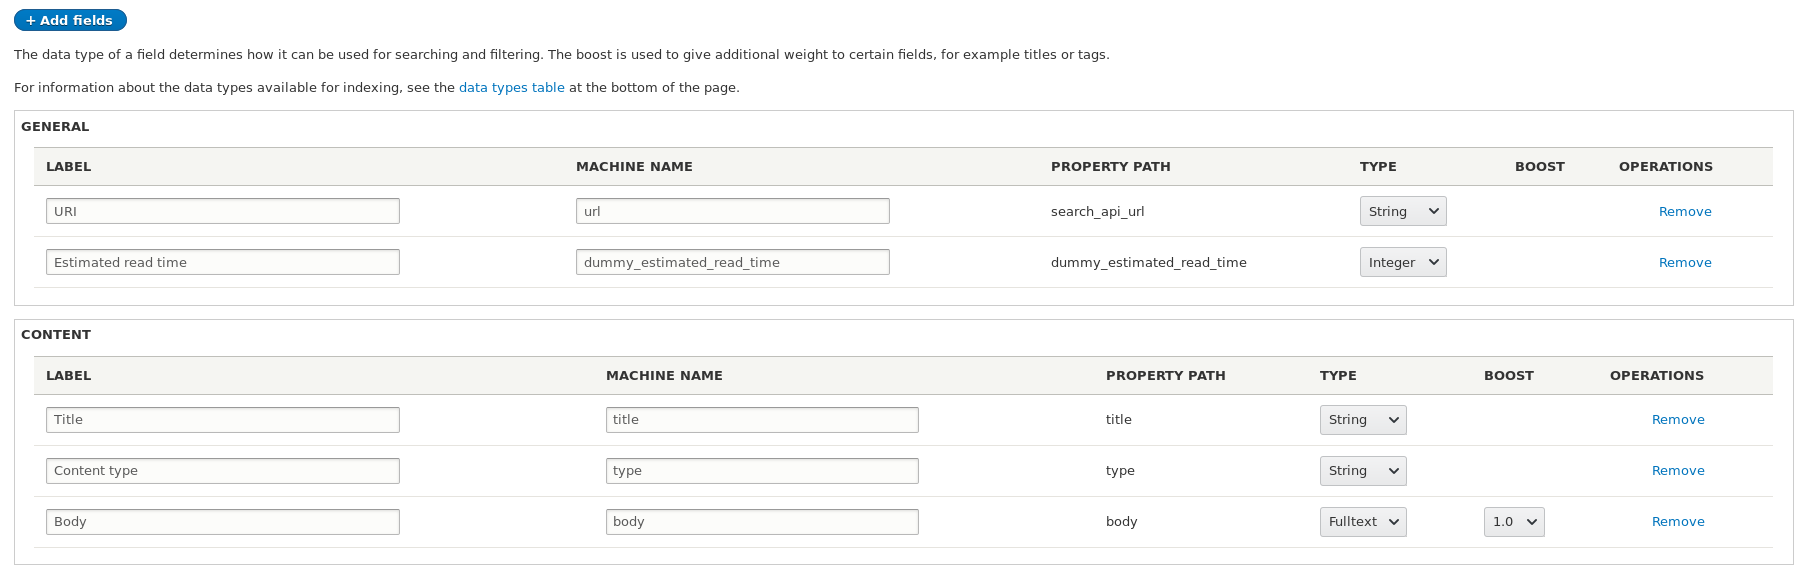 + Add fields
The data type of a field determines how it can be used for searching and filtering. The boost is used to give additional weight to certain fields, for example titles or tags.
For information about the data types available for indexing, see the data types table at the bottom of the page.
GENERAL
LABEL MACHINE NAME PROPERTY PATH TYPE BOOST OPERATIONS
URI url search_api_url String Remove
Estimated read time dummy_estimated_read_time dummy_estimated_read_time Integer Remove
CONTENT
LABEL MACHINE NAME PROPERTY PATH TYPE BOOST OPERATIONS
Title title title String Remove
Content type type type String Remove
Body body body Fulltext 1.0 Remove